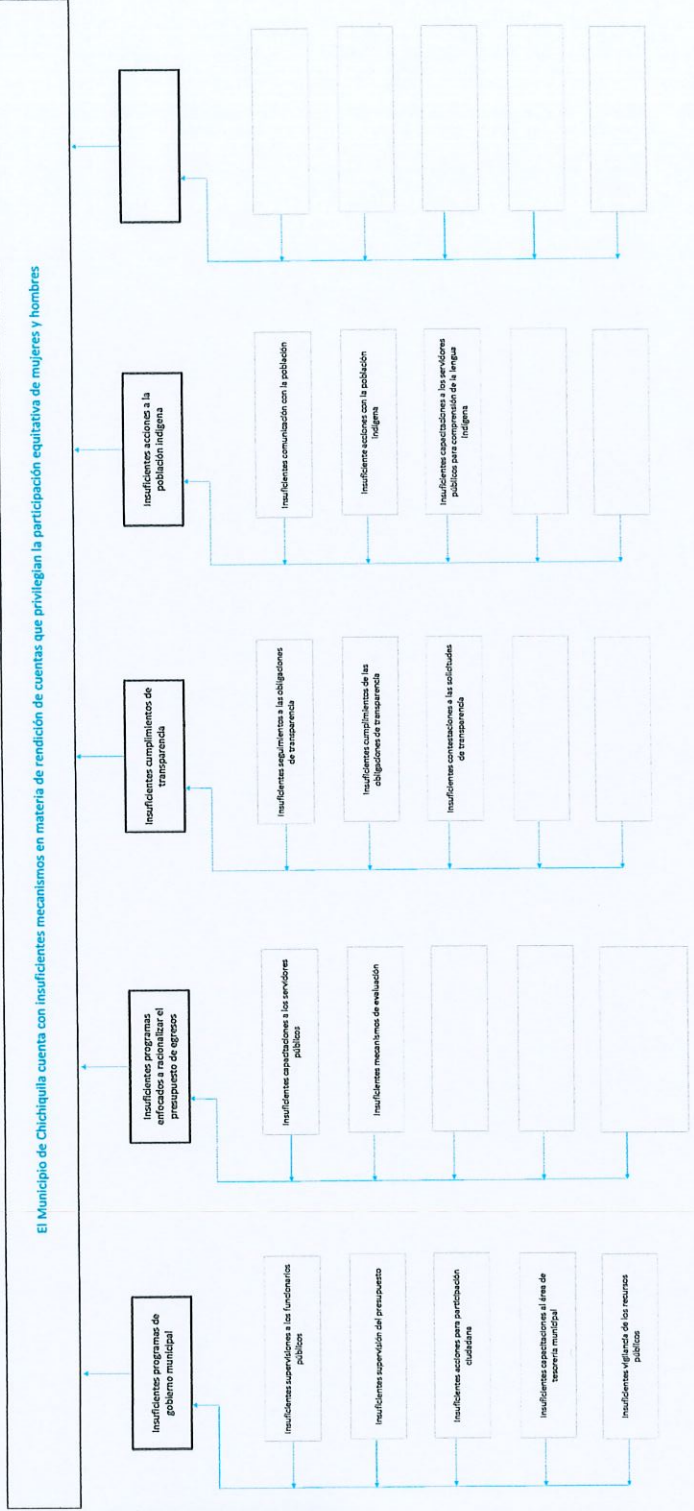 El Municipio de Chichiquila cuenta con insuficientes mecanismos en materia de rendición de cuentas que privilegian la participación equitativa de mujeres y hombres
Insuficientes programas de
gobierno municipal
Insuficientes supervisiones a los funcionarios
públicos
Insuficientes supervisión del presupuesto
Insuficientes acciones para participación
ciudadana
Insuficientes capacitaciones al área de
tesorería municipal
Insuficientes vigilancia de los recursos
públicos
Insuficientes programas
enfocados a racionalizar el
presupuesto de egresos
Insuficientes capacitaciones a los servidores
públicos
Insuficientes mecanismos de evaluación
Insuficientes cumplimientos de
transparencia
Insuficientes seguimientos a las obligaciones
de transparencia
Insuficientes cumplimientos de las
obligaciones de transparencia
Insuficientes contestaciones a las solicitudes
de transparencia
Insuficientes acciones a la
población indígena
Insuficientes comunicación con la población
Insuficiente acciones con la población
Indígena
Insuficientes capacitaciones a los servidores
públicos para comprensión de la lengua
Indígena